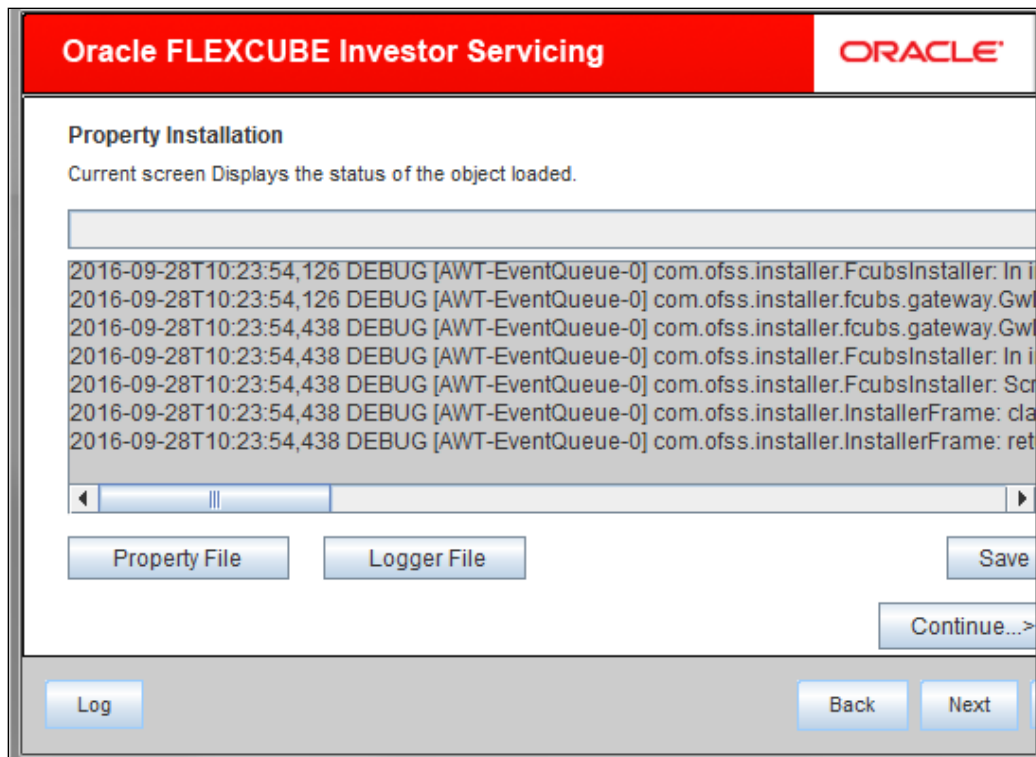 Oracle FLEXCUBE Investor Servicing
ORACLE
Property Installation
Current screen Displays the status of the object loaded.
2016-09-28T10:23:54,126 DEBUG [AWT-EventQueue-0] com.ofss.installer.FcubsInstaller: In i
2016-09-28T10:23:54,126 DEBUG [AWT-EventQueue-0] com.ofss.installer.fcubs.gateway.Gwl
2016-09-28T10:23:54,438 DEBUG [AWT-EventQueue-0] com.ofss.installer.fcubs.gateway.Gwl
2016-09-28T10:23:54,438 DEBUG [AWT-EventQueue-0] com.ofss.installer.FcubsInstaller: In i
2016-09-28T10:23:54,438 DEBUG [AWT-EventQueue-0] com.ofss.installer.FcubsInstaller: Scr
2016-09-28T10:23:54,438 DEBUG [AWT-EventQueue-0] com.ofss.installer.InstallerFrame: cla
2016-09-28T10:23:54,438 DEBUG [AWT-EventQueue-0] com.ofss.installer.InstallerFrame: ret
Property File Logger File Save
Continue...>
Log Back Next